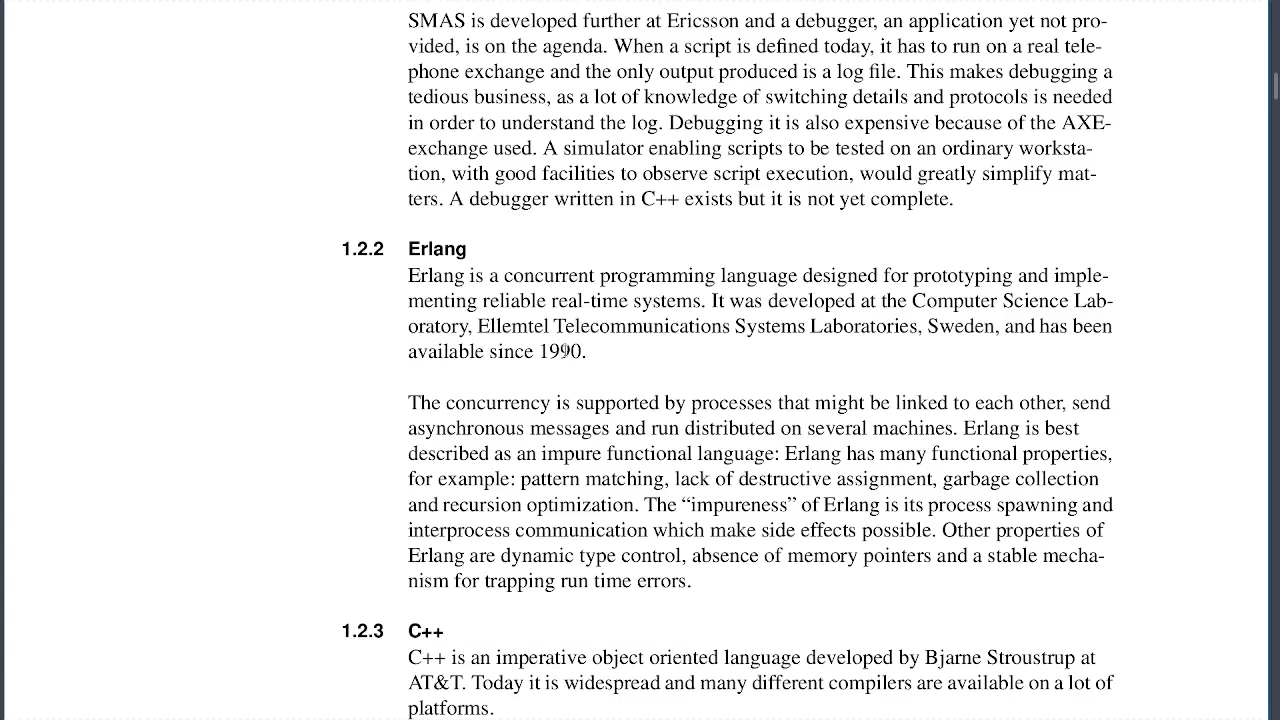 SMAS is developed further at Ericsson and a debugger, an application yet not pro-
vided, is on the agenda. When a script is defined today, it has to run on a real tele-
phone exchange and the only output produced is a log file. This makes debugging a
tedious business, as a lot of knowledge of switching details and protocols is needed
in order to understand the log. Debugging it is also expensive because of the AXE-
exchange used. A simulator enabling scripts to be tested on an ordinary worksta-
tion, with good facilities to observe script execution, would greatly simplify mat-
ters. A debugger written in C++ exists but it is not yet complete.
1.2.2 Erlang
Erlang is a concurrent programming language designed for prototyping and imple-
menting reliable real-time systems. It was developed at the Computer Science Lab-
oratory, Ellemtel Telecommunications Systems Laboratories, Sweden, and has been
available since 1990.
The concurrency is supported by processes that might be linked to each other, send
asynchronous messages and run distributed on several machines. Erlang is best
described as an impure functional language: Erlang has many functional properties,
for example: pattern matching, lack of destructive assignment, garbage collection
and recursion optimization. The “impureness” of Erlang is its process spawning and
interprocess communication which make side effects possible. Other properties of
Erlang are dynamic type control, absence of memory pointers and a stable mecha-
nism for trapping run time errors.
1.2.3 C++
C++ is an imperative object oriented language developed by Bjarne Stroustrup at
AT&T. Today it is widespread and many different compilers are available on a lot of
platforms.